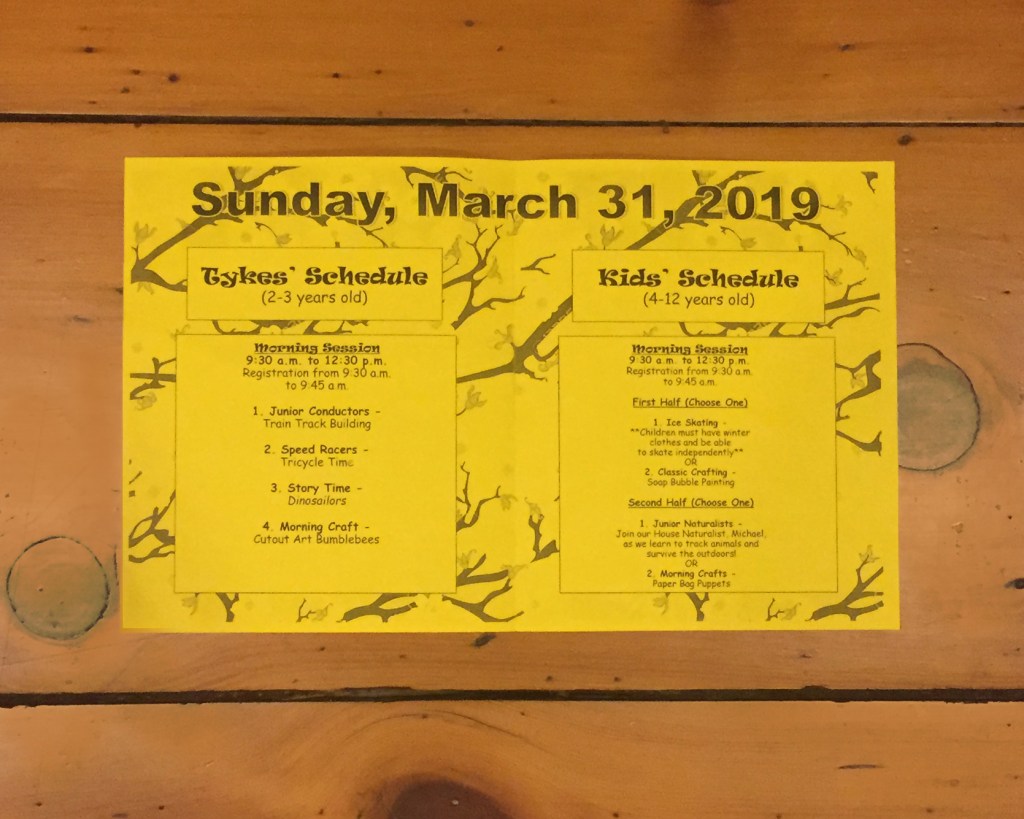 Sunday, March 31, 2019
Tykes' Schedule
(2-3 years old)
Morning Session
9:30 a.m. to 12:30 p.m.
Registration from 9:30 a.m.
to 9:45 a.m.
1. Junior Conductors -
Train Track Building
2. Speed Racers -
Tricycle Time
3. Story Time -
Dinosailors
4. Morning Craft -
Cutout Art Bumblebees
Kids' Schedule
(4-12 years old)
Morning Session
9:30 a.m. to 12:30 p.m.
Registration from 9:30 a.m.
to 9:45 a.m.
First Half (Choose One)
1. Ice Skating -
**Children must have winter
clothes and be able
to skate independently**
OR
2. Classic Crafting -
Soap Bubble Painting
Second Half (Choose One)
1. Junior Naturalists -
Join our House Naturalist, Michael,
as we learn to track animals and
survive the outdoors!
OR
2. Morning Crafts -
Paper Bag Puppets